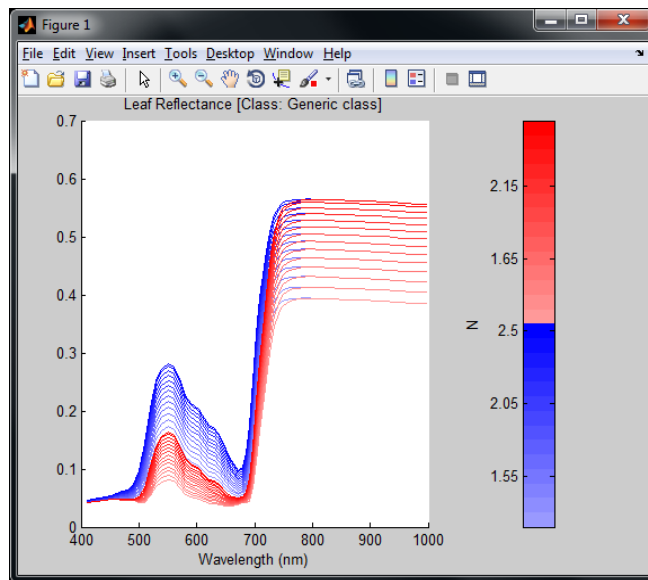 Figure 1
File Edit View Insert Tools Desktop Window Help
Leaf Reflectance [Class: Generic class]
0.7
0.6
0.5
0.4
0.3
0.2
0.1
0
400 500 600 700 800 900 1000
Wavelength (nm)
2.15
1.65
2.5
2.05
1.55
N